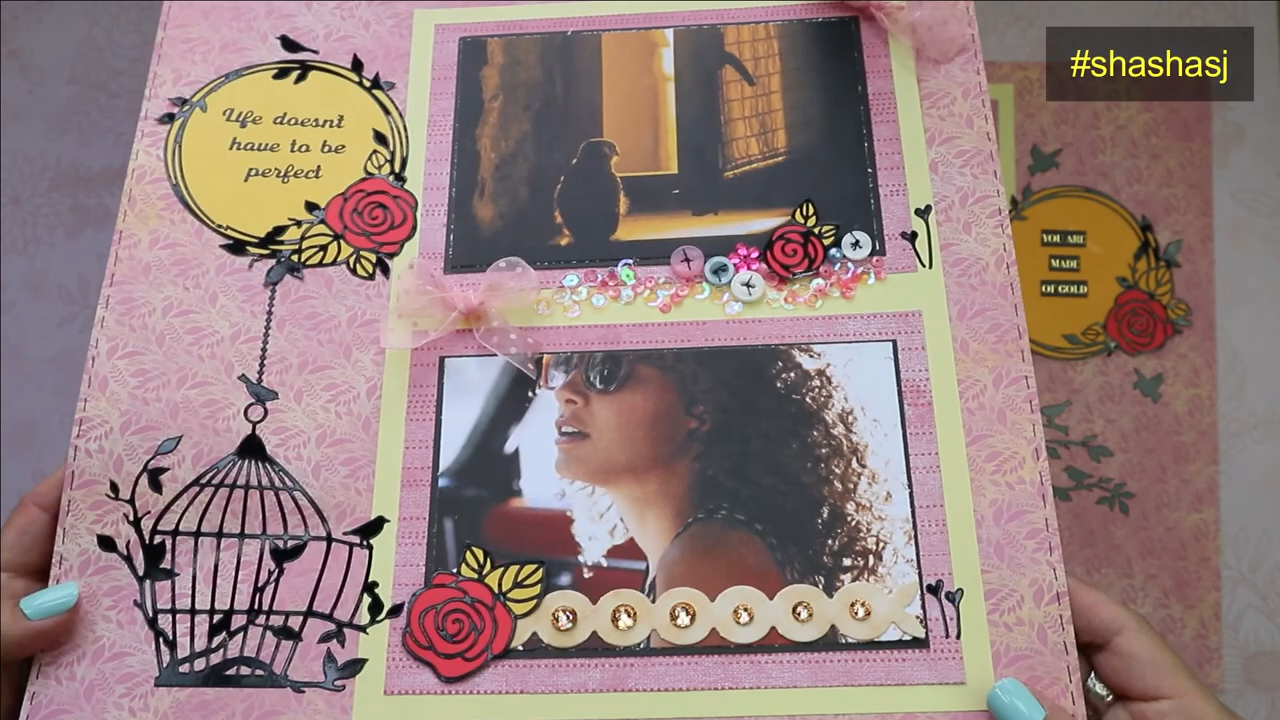 #shashasj
Life doesn't
have to be
perfect
YOU ARE
MADE
OF GOLD